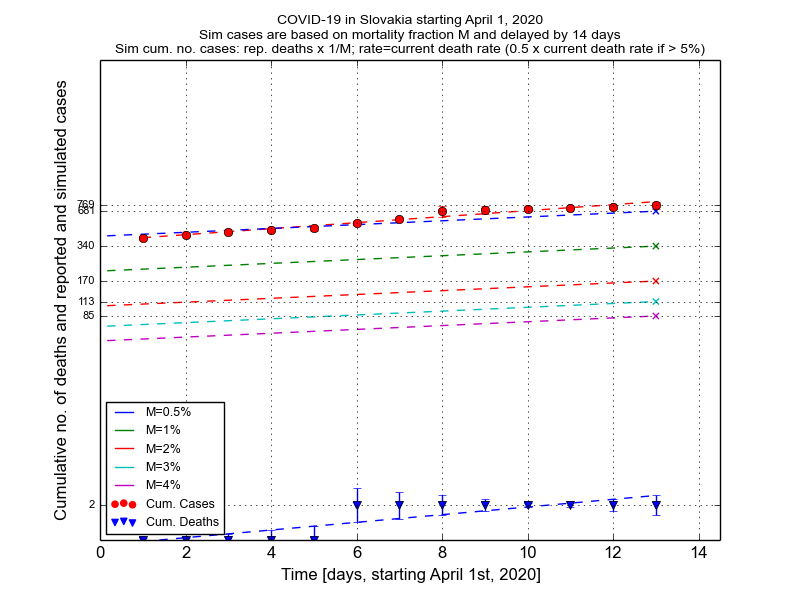 COVID-19 in Slovakia starting April 1, 2020
Sim cases are based on mortality fraction M and delayed by 14 days
Sim cum. no. cases: rep. deaths x 1/M; rate=current death rate (0.5 x current death rate if > 5%)
Cumulative no. of deaths and reported and simulated cases
769
681
340
170
113
85
2
M=0.5%
M=1%
M=2%
M=3%
M=4%
Cum. Cases
Cum. Deaths
0 2 4 6 8 10 12 14
Time [days, starting April 1st, 2020]